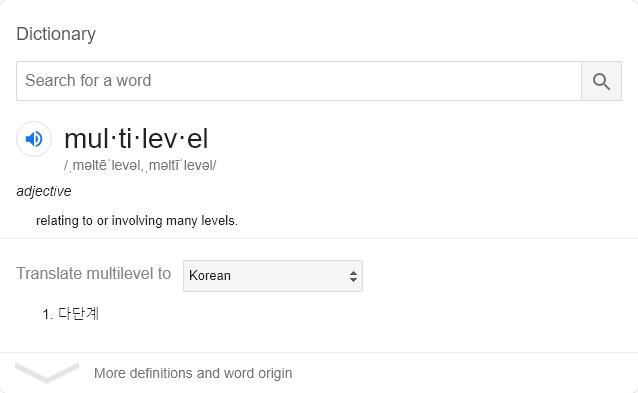 Dictionary
Search for a word
mul·ti·lev·el
/ˌməltēˈlevəl,ˌməltīˈlevəl/
adjective
relating to or involving many levels.
Translate multilevel to Korean
1. 다단계
More definitions and word origin